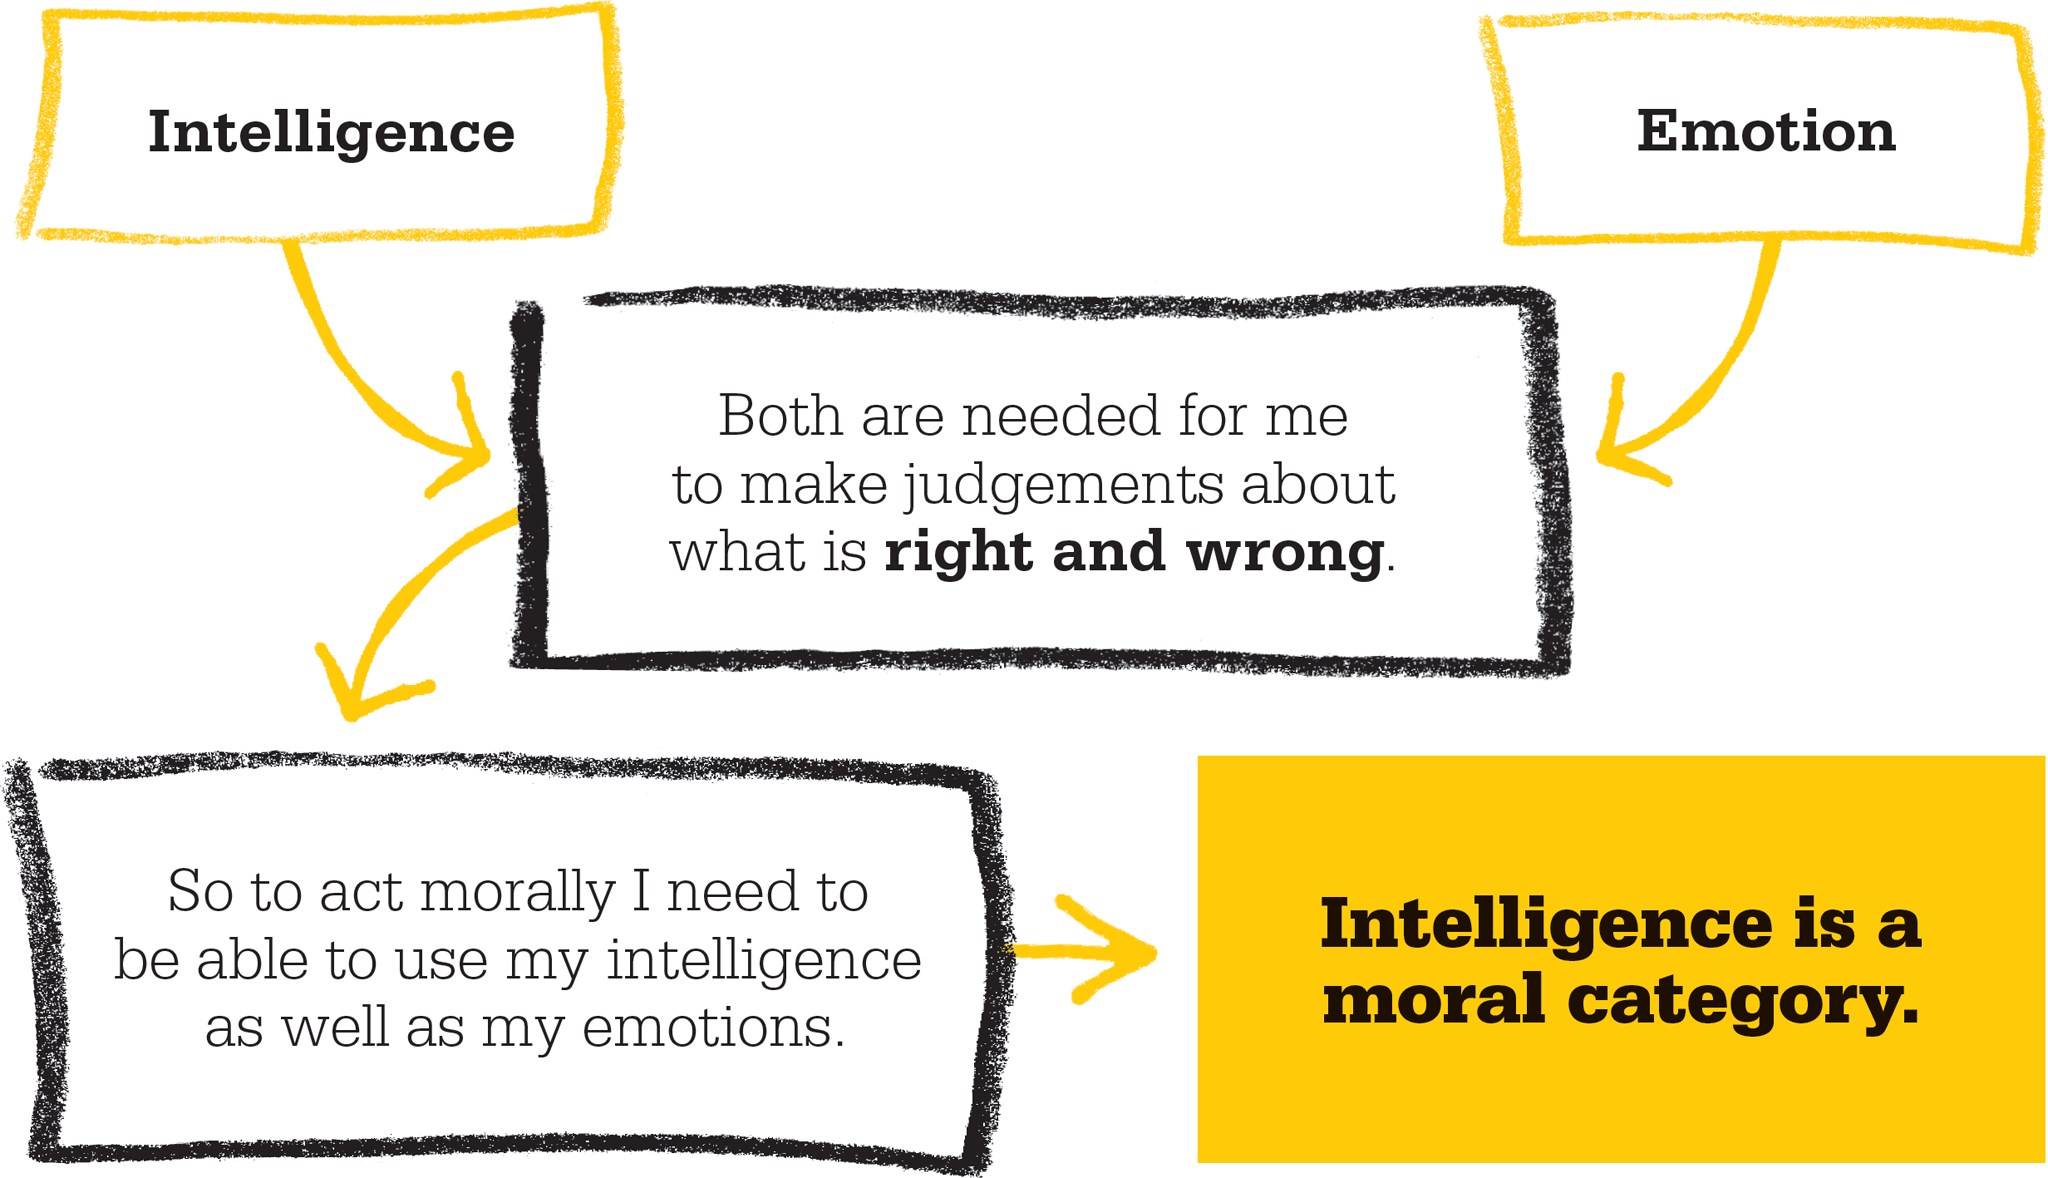 Intelligence
Emotion
Both are needed for me
to make judgements about
what is right and wrong.
So to act morally I need to
be able to use my intelligence
as well as my emotions.
Intelligence is a
moral category.